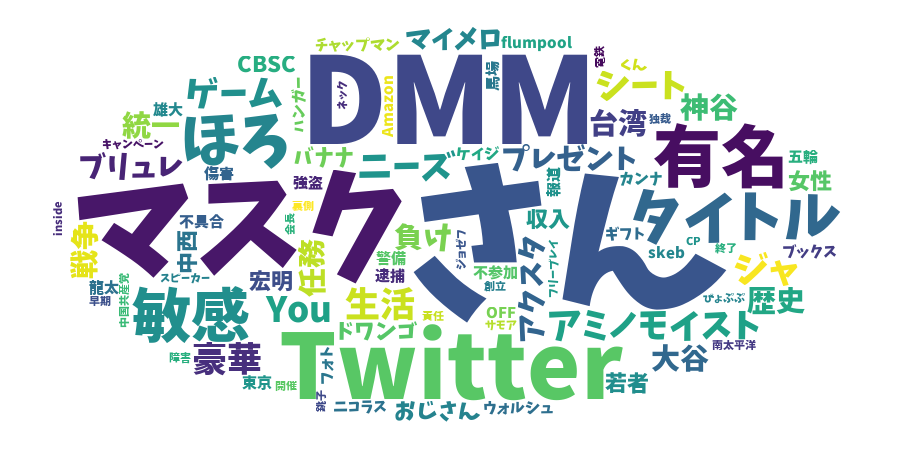 チャップマン
マイメロ
flumpool
電鉄
くん
CBSC
DMM
馬場
シート
ゲーム
ハンガー
ネック
Amazon
神谷
雄大
統一
ほろ
台湾
独裁
有名
キャンペーン
ブリュレ
バナナ
ニーズ
ケイジ
プレゼント
五輪
傷害
強盗
報道
カンナ
女性
マスク
さん
タイトル
inside
戦争
中西
不具合
会長
裏側
負け
ジョゼフ
収入
ギフト
skeb
CP
終了
ブックス
スピーカー
宏明
任務
警備
逮捕
不参加
創立
アクスタ
フリープレイ
ジャ
龍太
早期
中国共産党
敏感
You
生活
責任
OFF
サモア
ぴょぶぶ
歴史
ドワンゴ
アミノモイスト
豪華
Twitter
大谷
南太平洋
障害
フォト
東京
開催
若者
銚子
ニコラス
おじさん
ウォルシュ